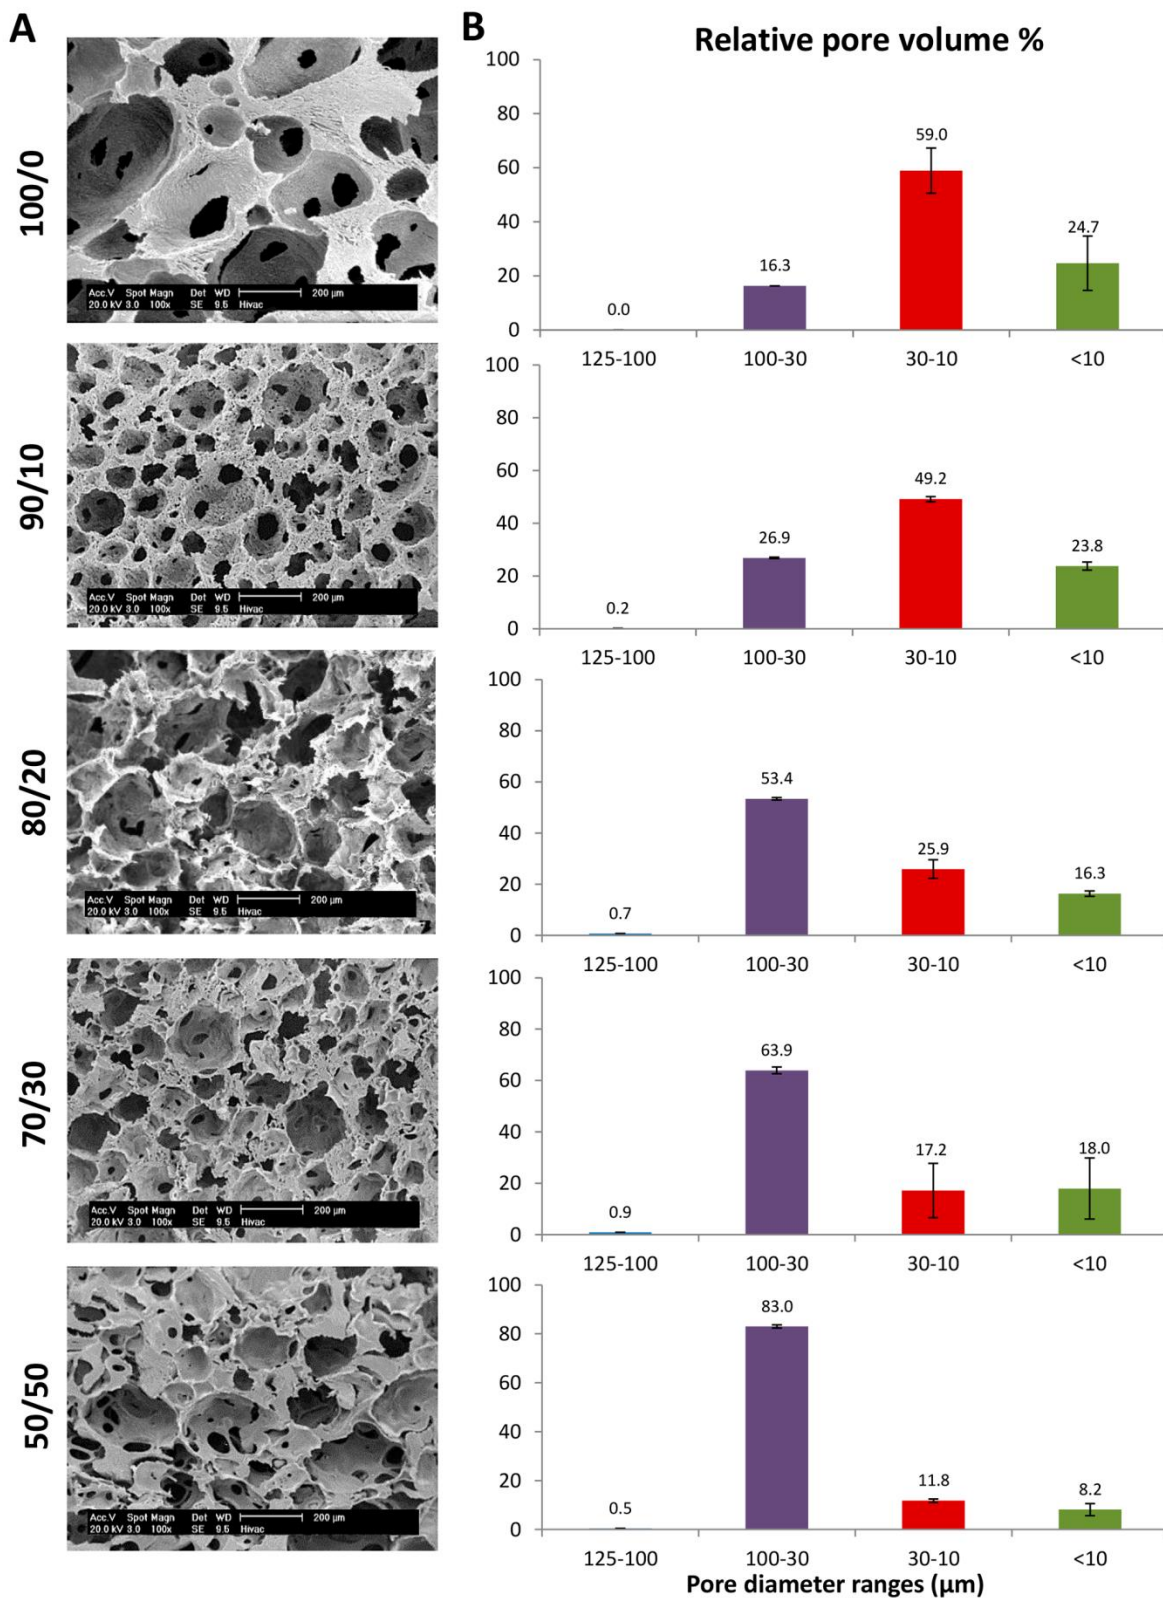 A
B
Relative pore volume %
100/0
Acc.V Spot Magn Det WD 200 µm
20.0 kV 3.0 100x SE 9.5 Hivac
100
80
60
40
20
0
0.0
16.3
59.0
24.7
125-100 100-30 30-10 <10
90/10
Acc.V Spot Magn Det WD 200 µm
20.0 kV 3.0 100x SE 9.5 Hivac
100
80
60
40
20
0
0.2
26.9
49.2
23.8
125-100 100-30 30-10 <10
80/20
Acc.V Spot Magn Det WD 200 µm
20.0 kV 3.0 100x SE 9.5 Hivac
100
80
60
40
20
0
0.7
53.4
25.9
16.3
125-100 100-30 30-10 <10
70/30
Acc.V Spot Magn Det WD 200 µm
20.0 kV 3.0 100x SE 9.5 Hivac
100
80
60
40
20
0
0.9
63.9
17.2
18.0
125-100 100-30 30-10 <10
50/50
Acc.V Spot Magn Det WD 200 µm
20.0 kV 3.0 100x SE 9.5 Hivac
100
80
60
40
20
0
0.5
83.0
11.8
8.2
125-100 100-30 30-10 <10
Pore diameter ranges (µm)